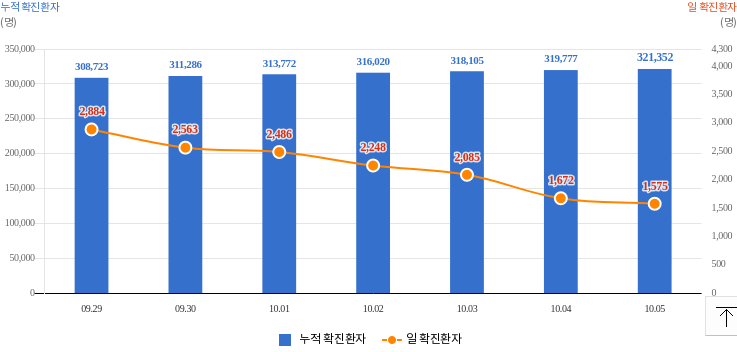 누적 확진환자 일 확진환자
(명) (명)
350,000 4,300
308,723 311,286 313,772 316,020 318,105 319,777 321,352
300,000 4,000
3,500
2,884 2,563 2,486 2,248 2,085 1,672 1,575
250,000 3,000
200,000 2,500
150,000 2,000
1,500
100,000 1,000
50,000 500
0 0
09.29 09.30 10.01 10.02 10.03 10.04 10.05
누적 확진환자 일 확진환자